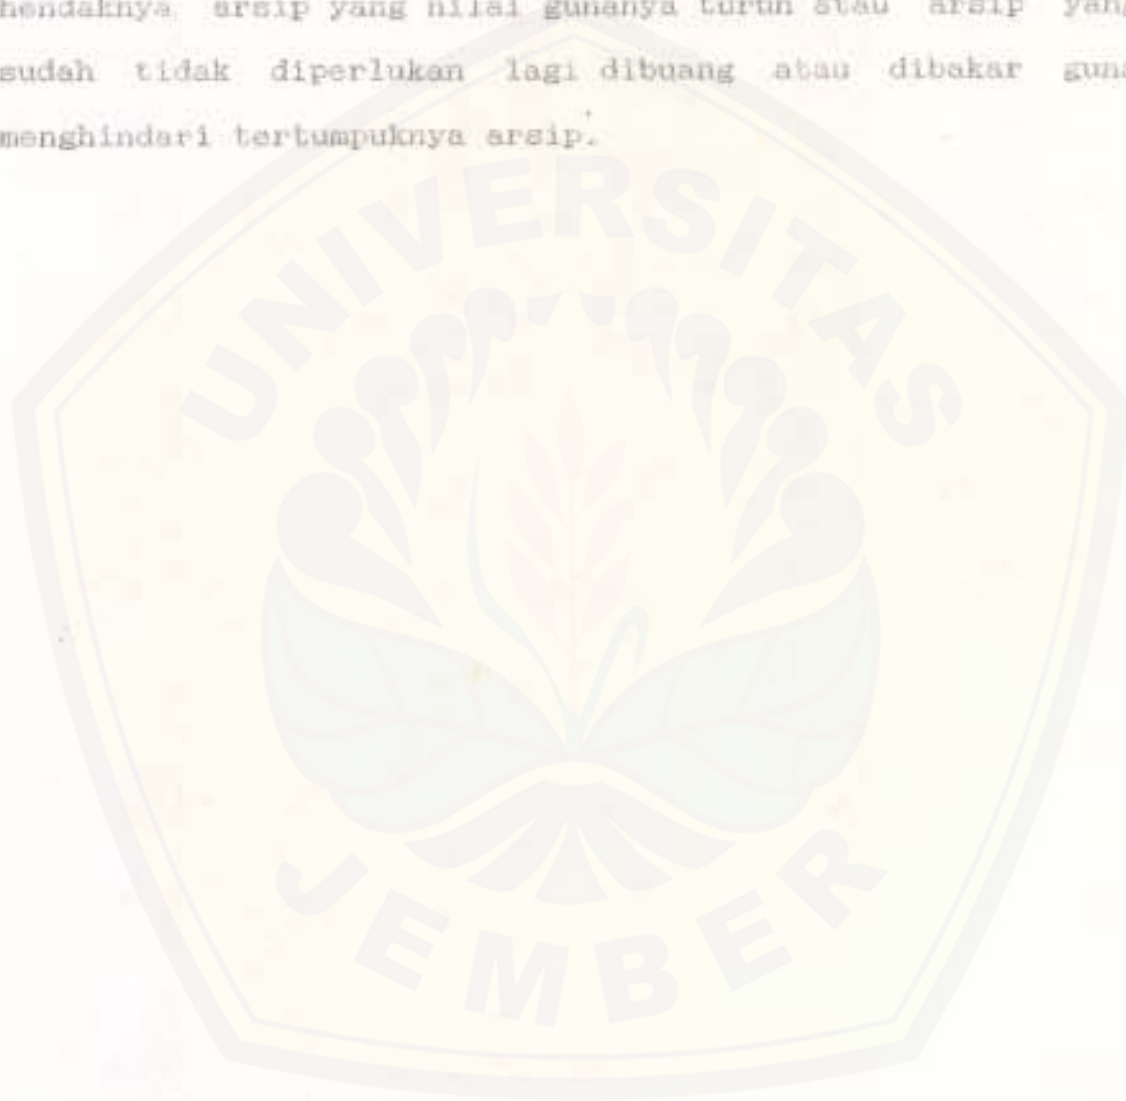 hendaknya arsip yang nilai gunanya turun atau arsip yang
sudah tidak diperlukan lagi dibuang atau dibakar guna
menghindari tertumpuknya arsip.
UNIVERSITAS
JEMBER